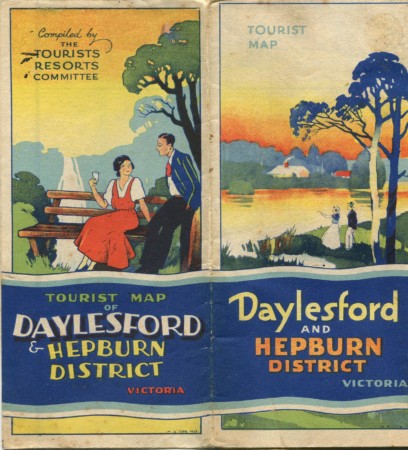 Compiled by
THE
TOURISTS
RESORTS
COMMITTEE
TOURIST MAP
OF
DAYLESFORD
& HEPBURN
DISTRICT
VICTORIA
TOURIST
MAP
Daylesford
AND
HEPBURN
DISTRICT
VICTORIA